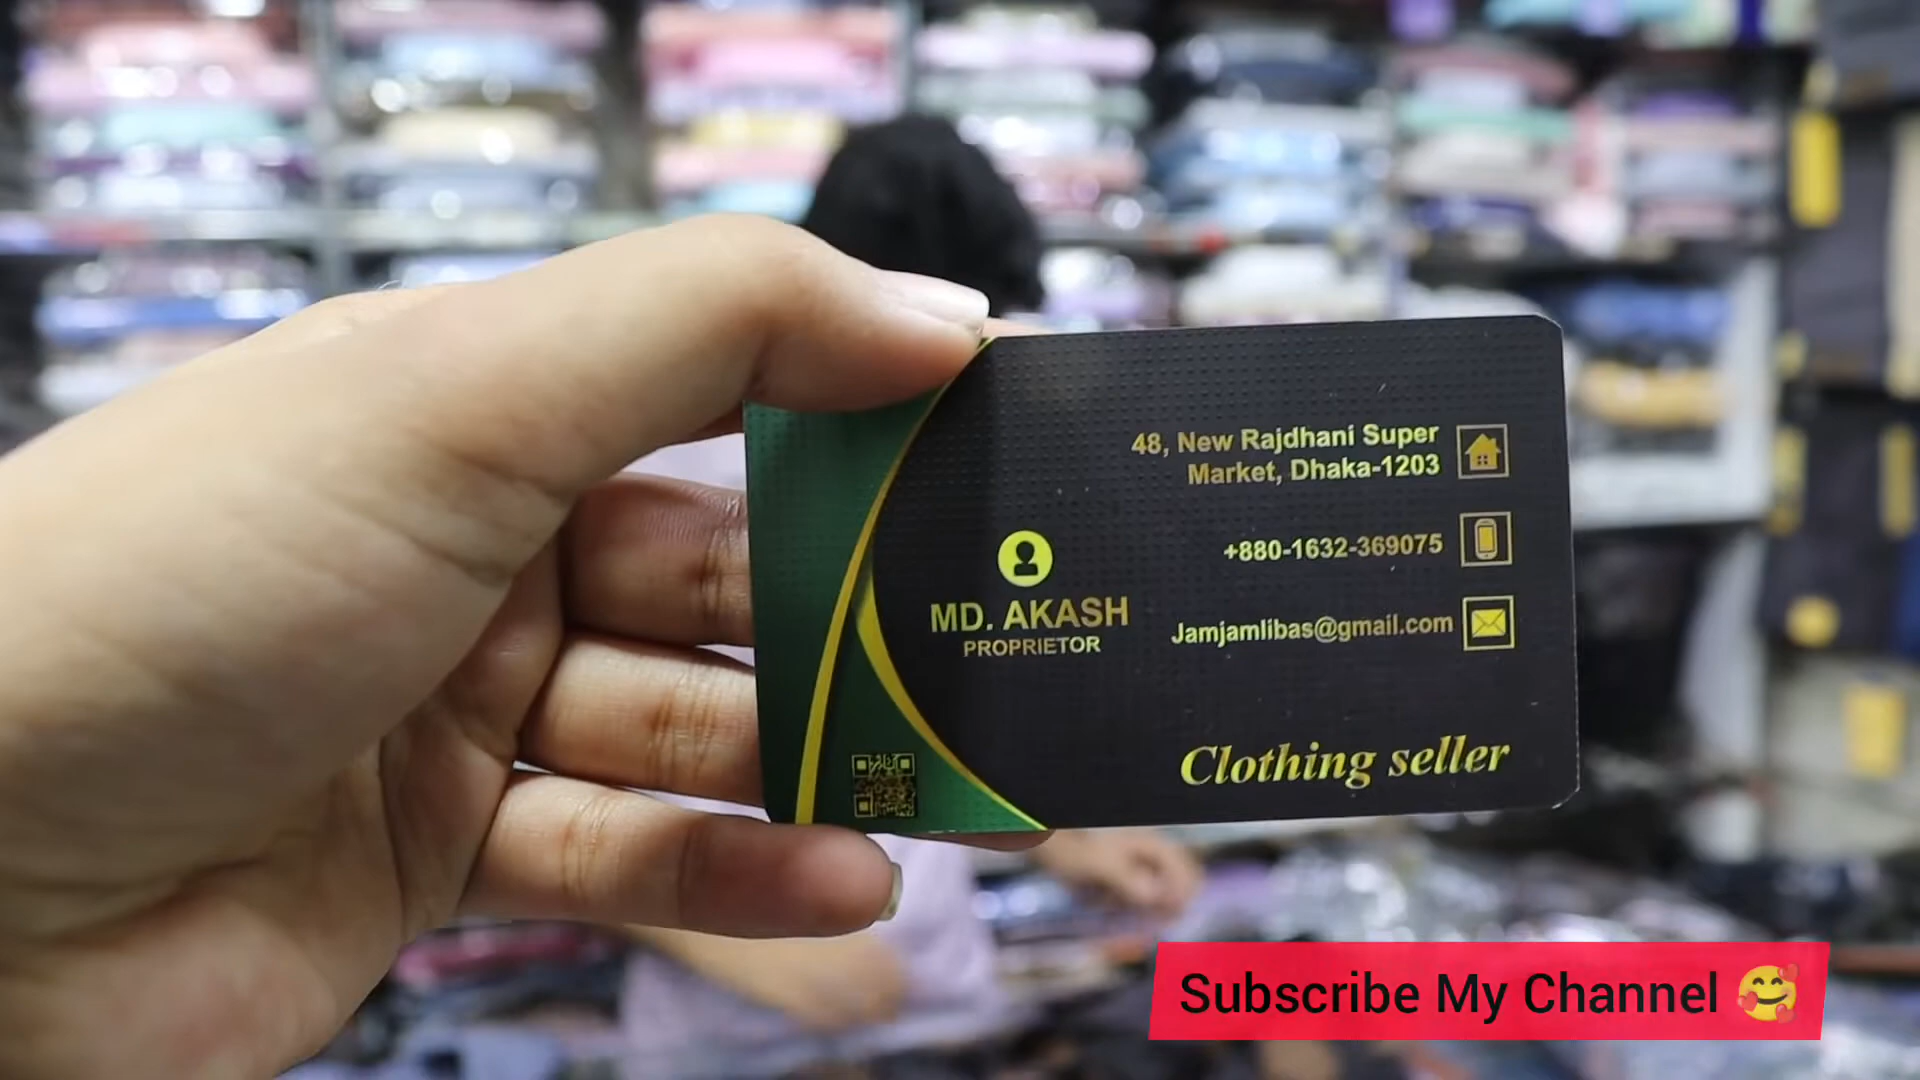 48, New Rajdhani Super
Market, Dhaka-1203
+880-1632-369075
MD. AKASH
PROPRIETOR
Jamjamlibas@gmail.com
Clothing seller
Subscribe My Channel 🥰